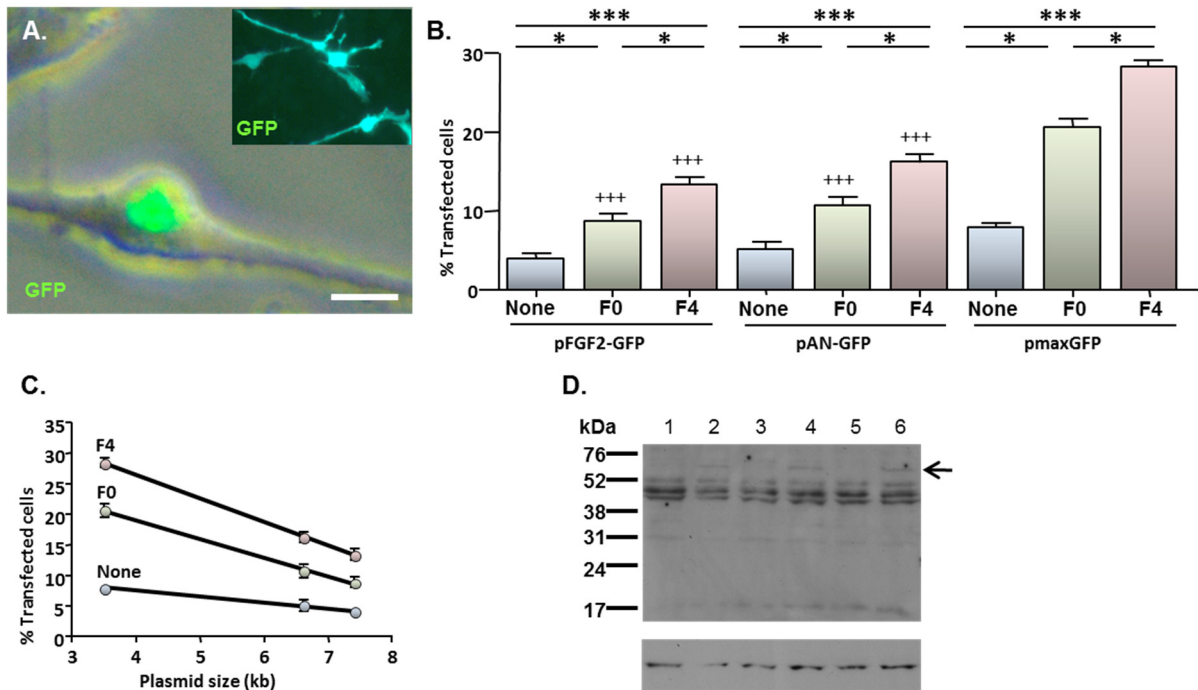 A.
GFP
GFP
B.
*** *** ***
* * * * * *
% Transfected cells
30
20
10
0
+++ +++ +++ +++
None F0 F4 None F0 F4 None F0 F4
pFGF2-GFP pAN-GFP pmaxGFP
C.
% Transfected cells
35
30
25
20
15
10
5
0
F4
F0
None
3 4 5 6 7 8
Plasmid size (kb)
D.
kDa 1 2 3 4 5 6
76
52
38
31
24
17